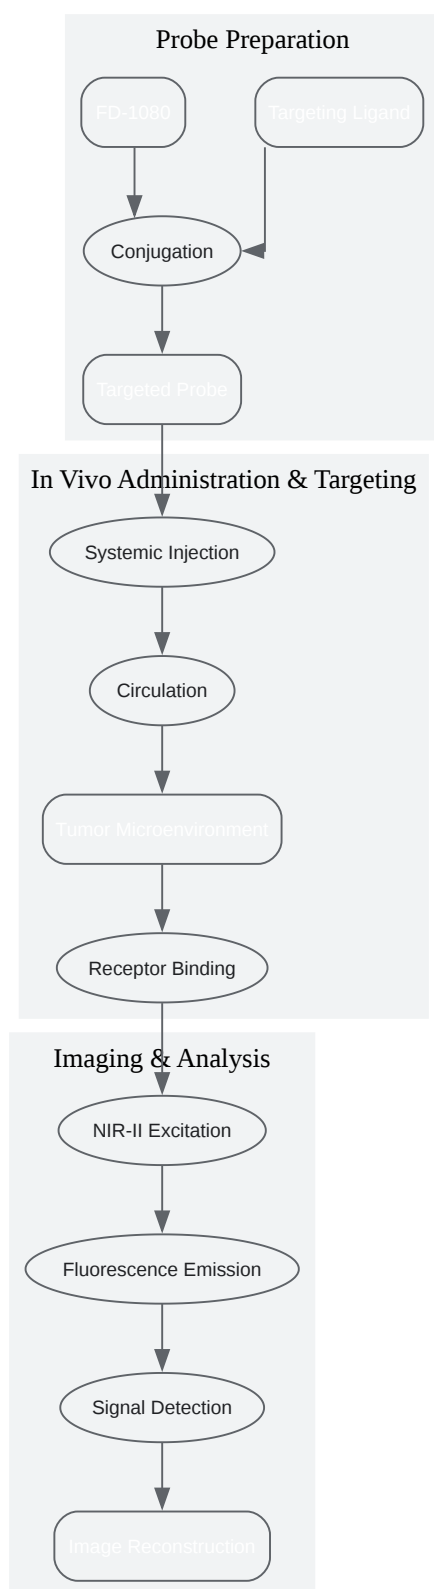 Probe Preparation
FD-1080
Targeting Ligand
Conjugation
Targeted Probe
In Vivo Administration & Targeting
Systemic Injection
Circulation
Tumor Microenvironment
Receptor Binding
Imaging & Analysis
NIR-II Excitation
Fluorescence Emission
Signal Detection
Image Reconstruction